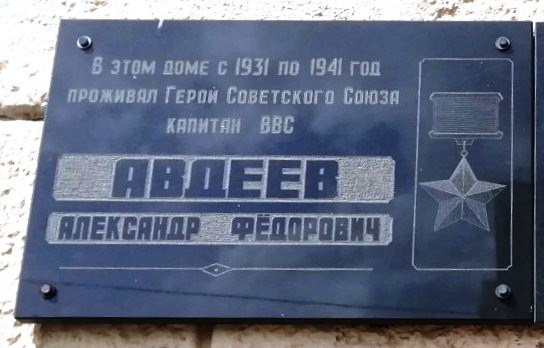 В этом доме с 1931 по 1941 год
проживал Герой Советского Союза
капитан ВВС
АВДЕЕВ
АЛЕКСАНДР ФЁДОРОВИЧ